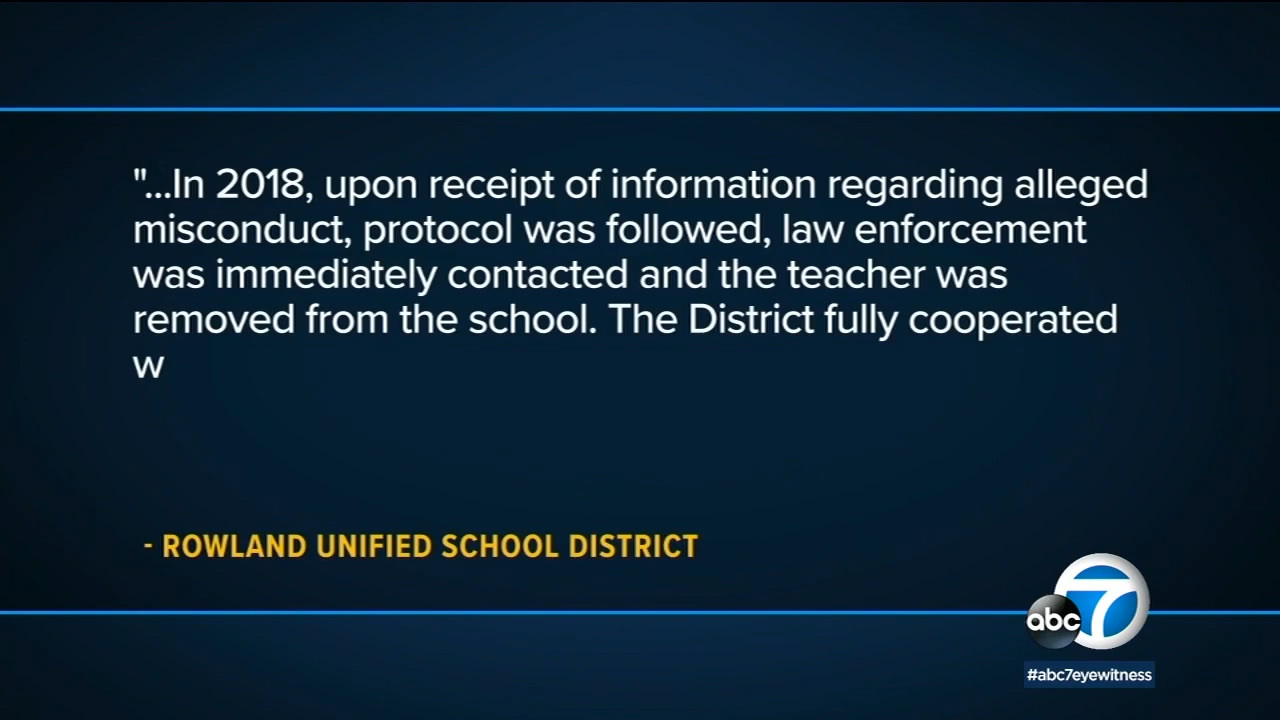 "...In 2018, upon receipt of information regarding alleged
misconduct, protocol was followed, law enforcement
was immediately contacted and the teacher was
removed from the school. The District fully cooperated
w
- ROWLAND UNIFIED SCHOOL DISTRICT
abc 7
#abc7eyewitness